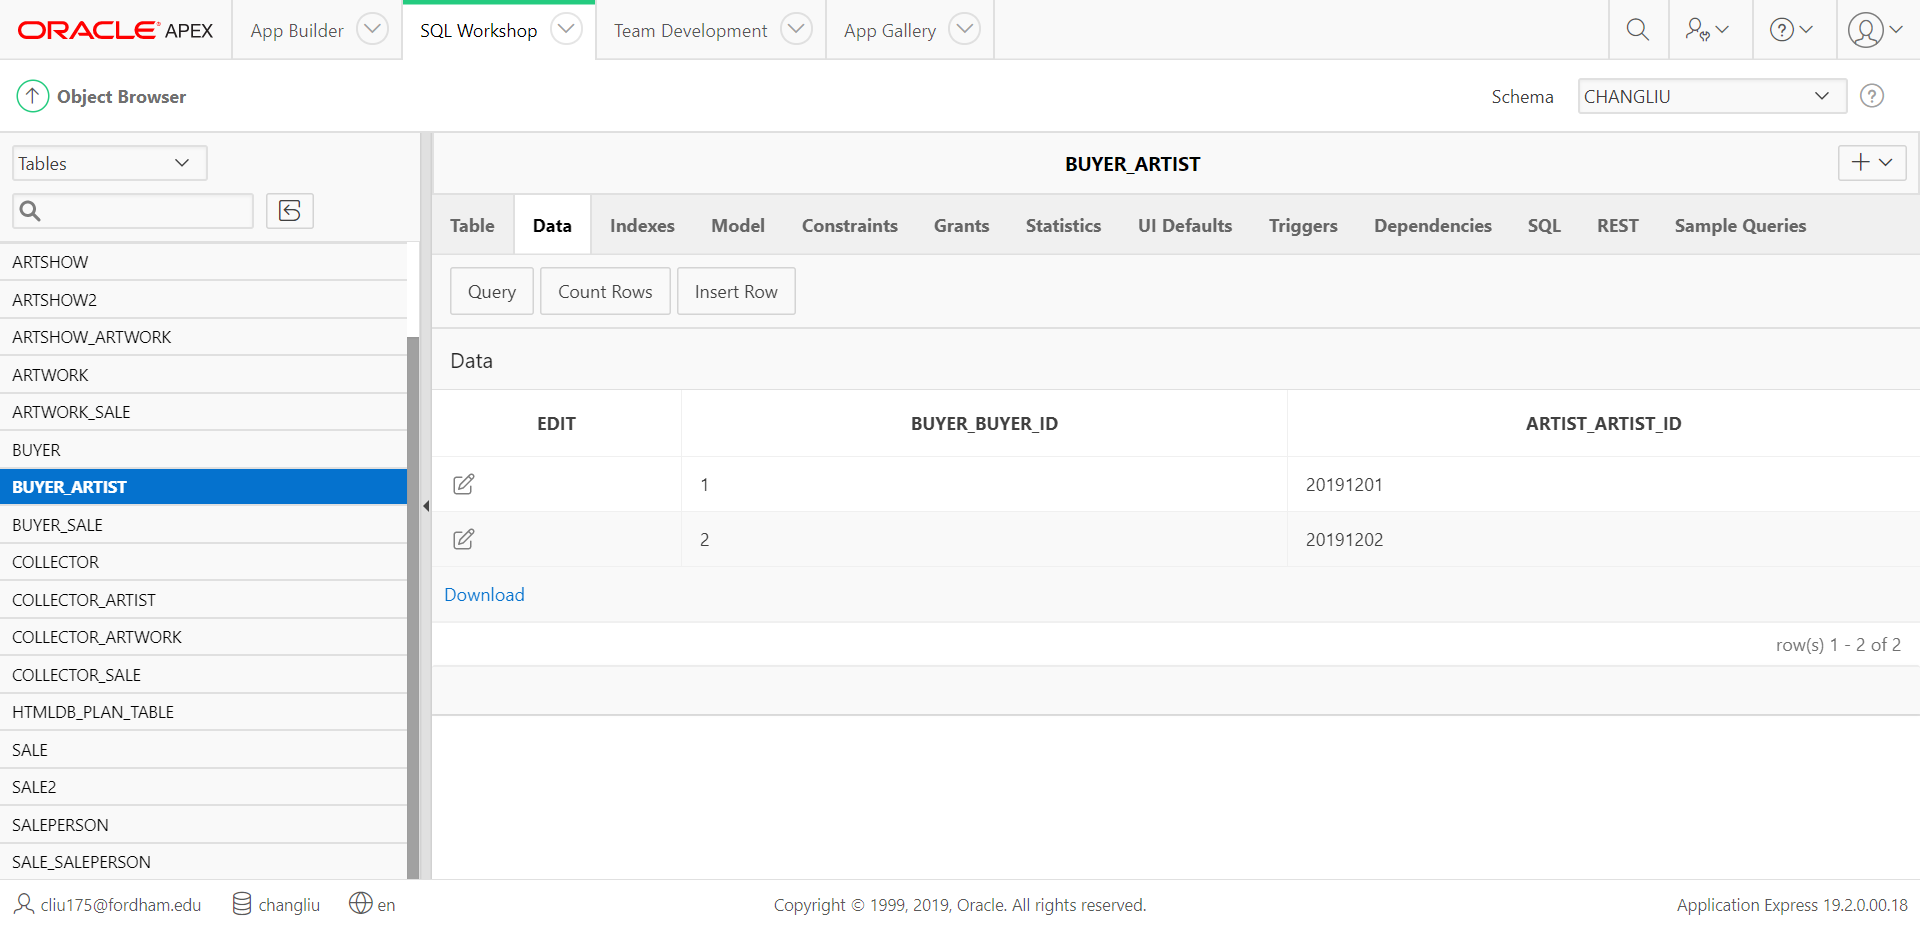 ORACLE® APEX App Builder SQL Workshop Team Development App Gallery
Object Browser Schema CHANGLIU
Tables
BUYER_ARTIST
Table Data Indexes Model Constraints Grants Statistics UI Defaults Triggers Dependencies SQL REST Sample Queries
Query Count Rows Insert Row
Data
EDIT BUYER_BUYER_ID ARTIST_ARTIST_ID
1 20191201
2 20191202
Download
row(s) 1 - 2 of 2
ARTSHOW
ARTSHOW2
ARTSHOW_ARTWORK
ARTWORK
ARTWORK_SALE
BUYER
BUYER_ARTIST
BUYER_SALE
COLLECTOR
COLLECTOR_ARTIST
COLLECTOR_ARTWORK
COLLECTOR_SALE
HTMLDB_PLAN_TABLE
SALE
SALE2
SALEPERSON
SALE_SALEPERSON
cliu175@fordham.edu changliu en Copyright © 1999, 2019, Oracle. All rights reserved. Application Express 19.2.0.00.18